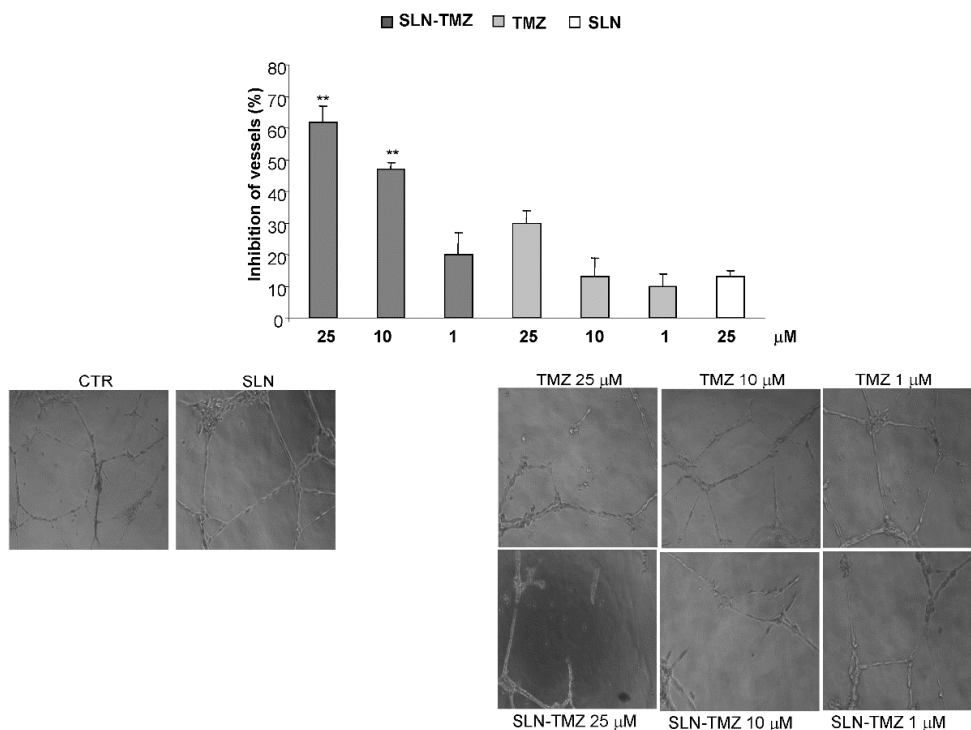 SLN-TMZ TMZ SLN
Inhibition of vessels (%)
80
70
60
50
40
30
20
10
0
**
**
25 10 1 25 10 1 25 μM
CTR SLN
TMZ 25 μM TMZ 10 μM TMZ 1 μM
SLN-TMZ 25 μM SLN-TMZ 10 μM SLN-TMZ 1 μM